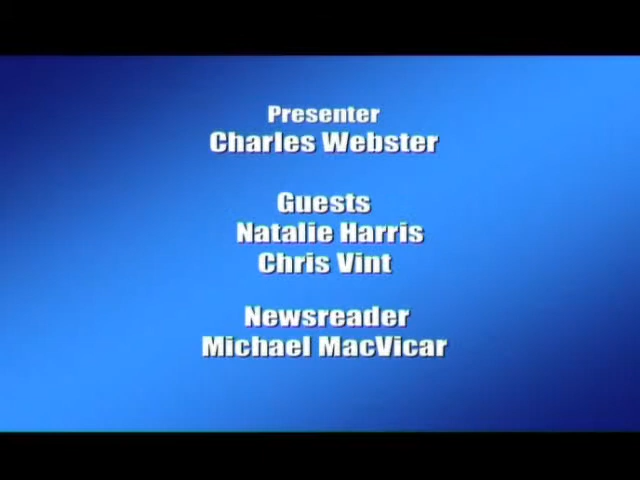 Presenter
Charles Webster
Guests
Natalie Harris
Chris Vint
Newsreader
Michael MacVicar